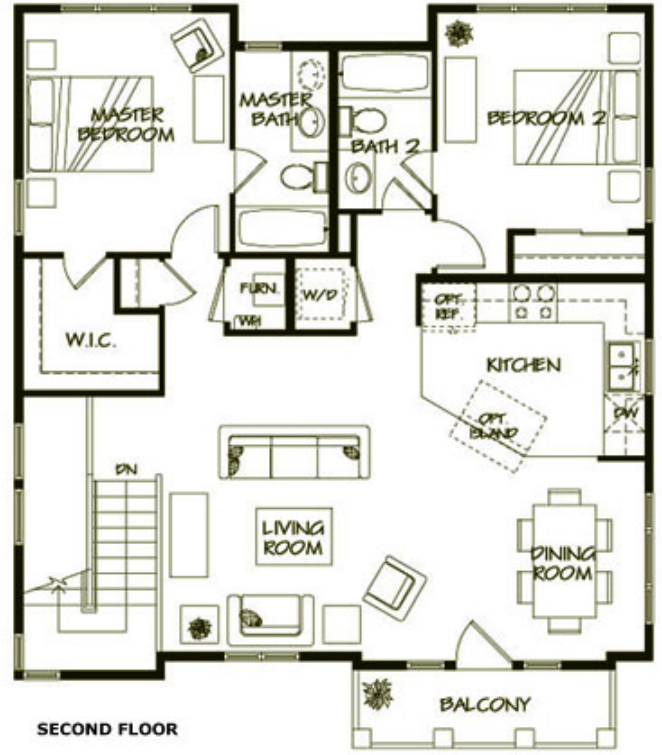 MASTER
BEDROOM
MASTER
BATH
BATH 2
BEDROOM 2
W.I.C.
FURN.
WH
W/D
OPT.
REF.
KITCHEN
OPT.
ISLAND
DW
DN
LIVING
ROOM
DINING
ROOM
BALCONY
SECOND FLOOR